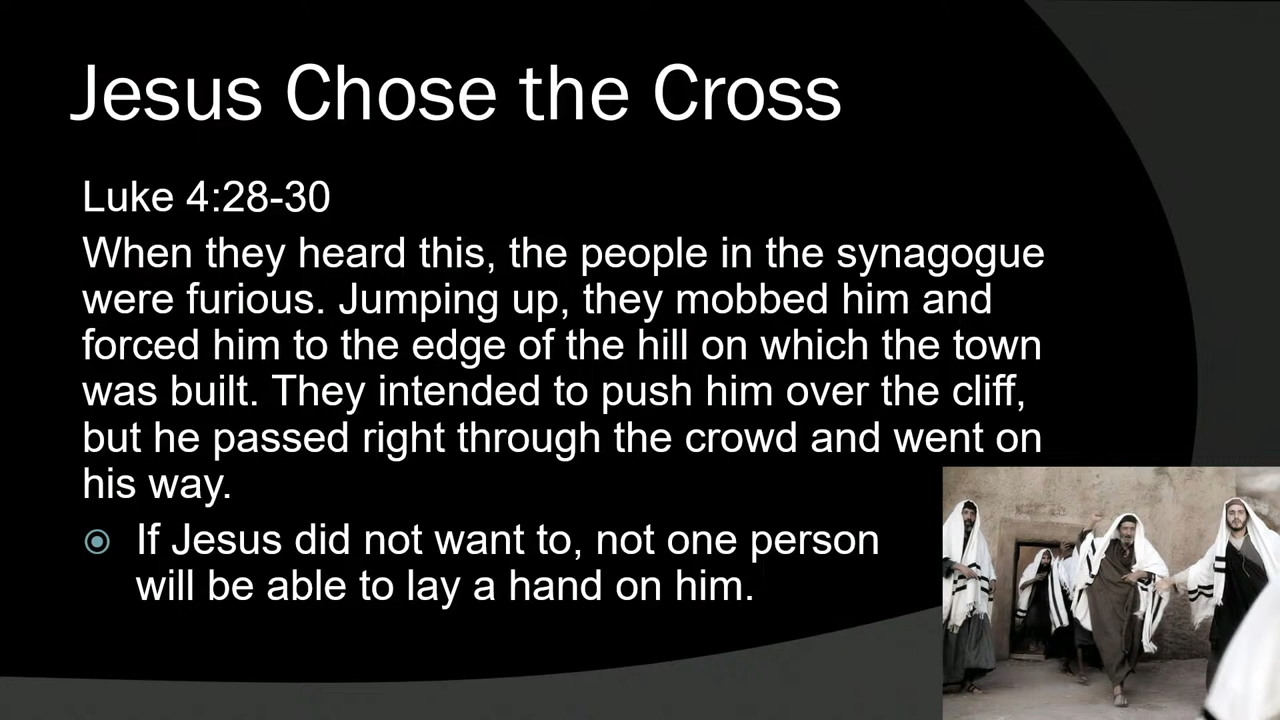 Jesus Chose the Cross
Luke 4:28-30
When they heard this, the people in the synagogue
were furious. Jumping up, they mobbed him and
forced him to the edge of the hill on which the town
was built. They intended to push him over the cliff,
but he passed right through the crowd and went on
his way.
If Jesus did not want to, not one person
will be able to lay a hand on him.